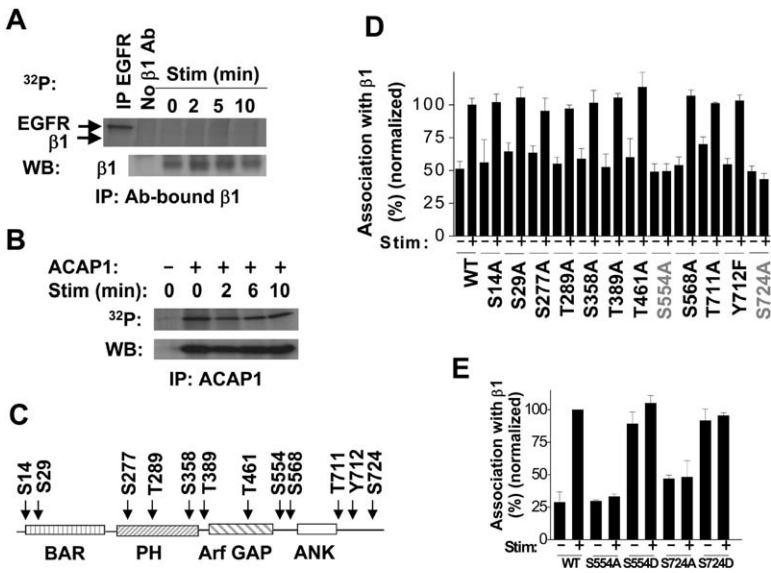 A
IP EGFR
No β1 Ab
Stim (min)
32P:
0 2 5 10
EGFR
β1
WB: β1
IP: Ab-bound β1
B
ACAP1: – + + + +
Stim (min): 0 0 2 6 10
32P:
WB:
IP: ACAP1
C
S14
S29
S277
T289
S358
T389
T461
S554
S568
T711
Y712
S724
BAR PH Arf GAP ANK
D
Association with β1
(%) (normalized)
100
75
50
25
0
Stim: – + – + – + – + – + – + – + – + – + – + – + – + – +
WT
S14A
S29A
S277A
T289A
S358A
T389A
T461A
S554A
S568A
T711A
Y712F
S724A
E
Association with β1
(%) (normalized)
100
75
50
25
0
Stim: – + – + – + – + – +
WT S554A S554D S724A S724D